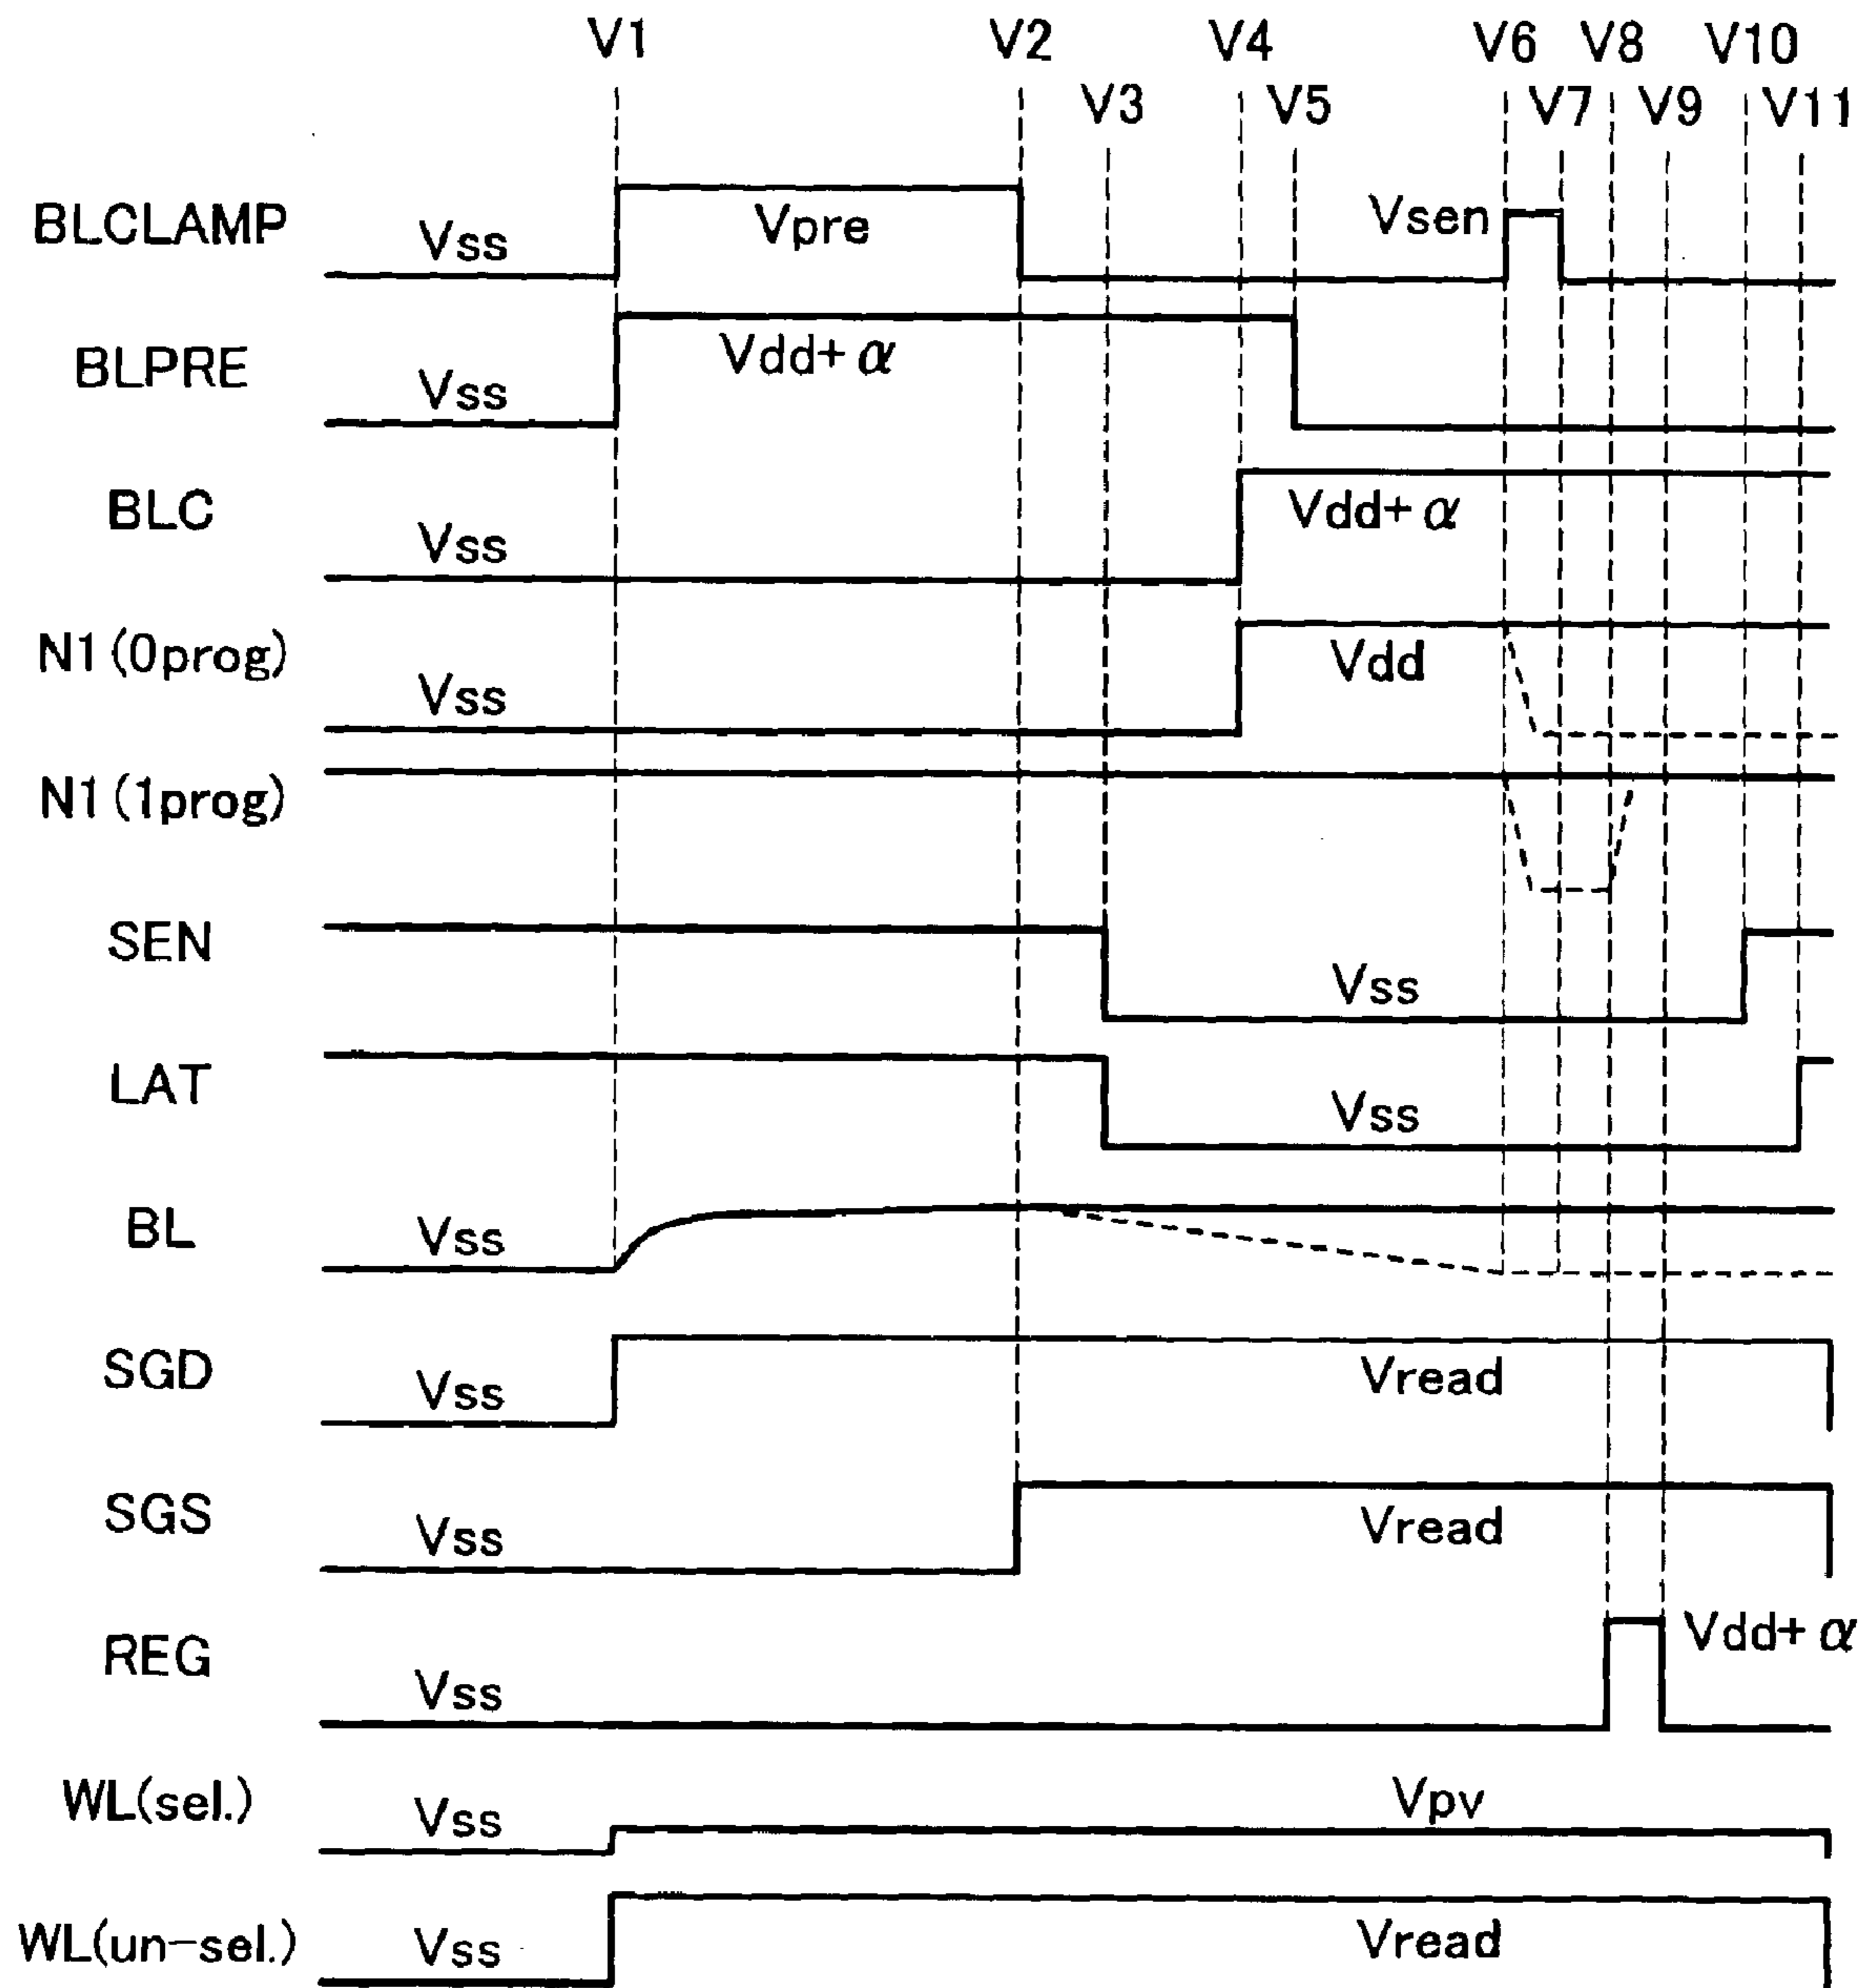 V1 V2 V4 V6 V8 V10
V3 V5 V7 V9 V11
BLCLAMP Vss Vpre Vsen
BLPRE Vss Vdd+α
BLC Vss Vdd+α
N1(0prog) Vss Vdd
N1(1prog)
SEN Vss
LAT Vss
BL Vss
SGD Vss Vread
SGS Vss Vread
REG Vss Vdd+α
WL(sel.) Vss Vpv
WL(un-sel.) Vss Vread